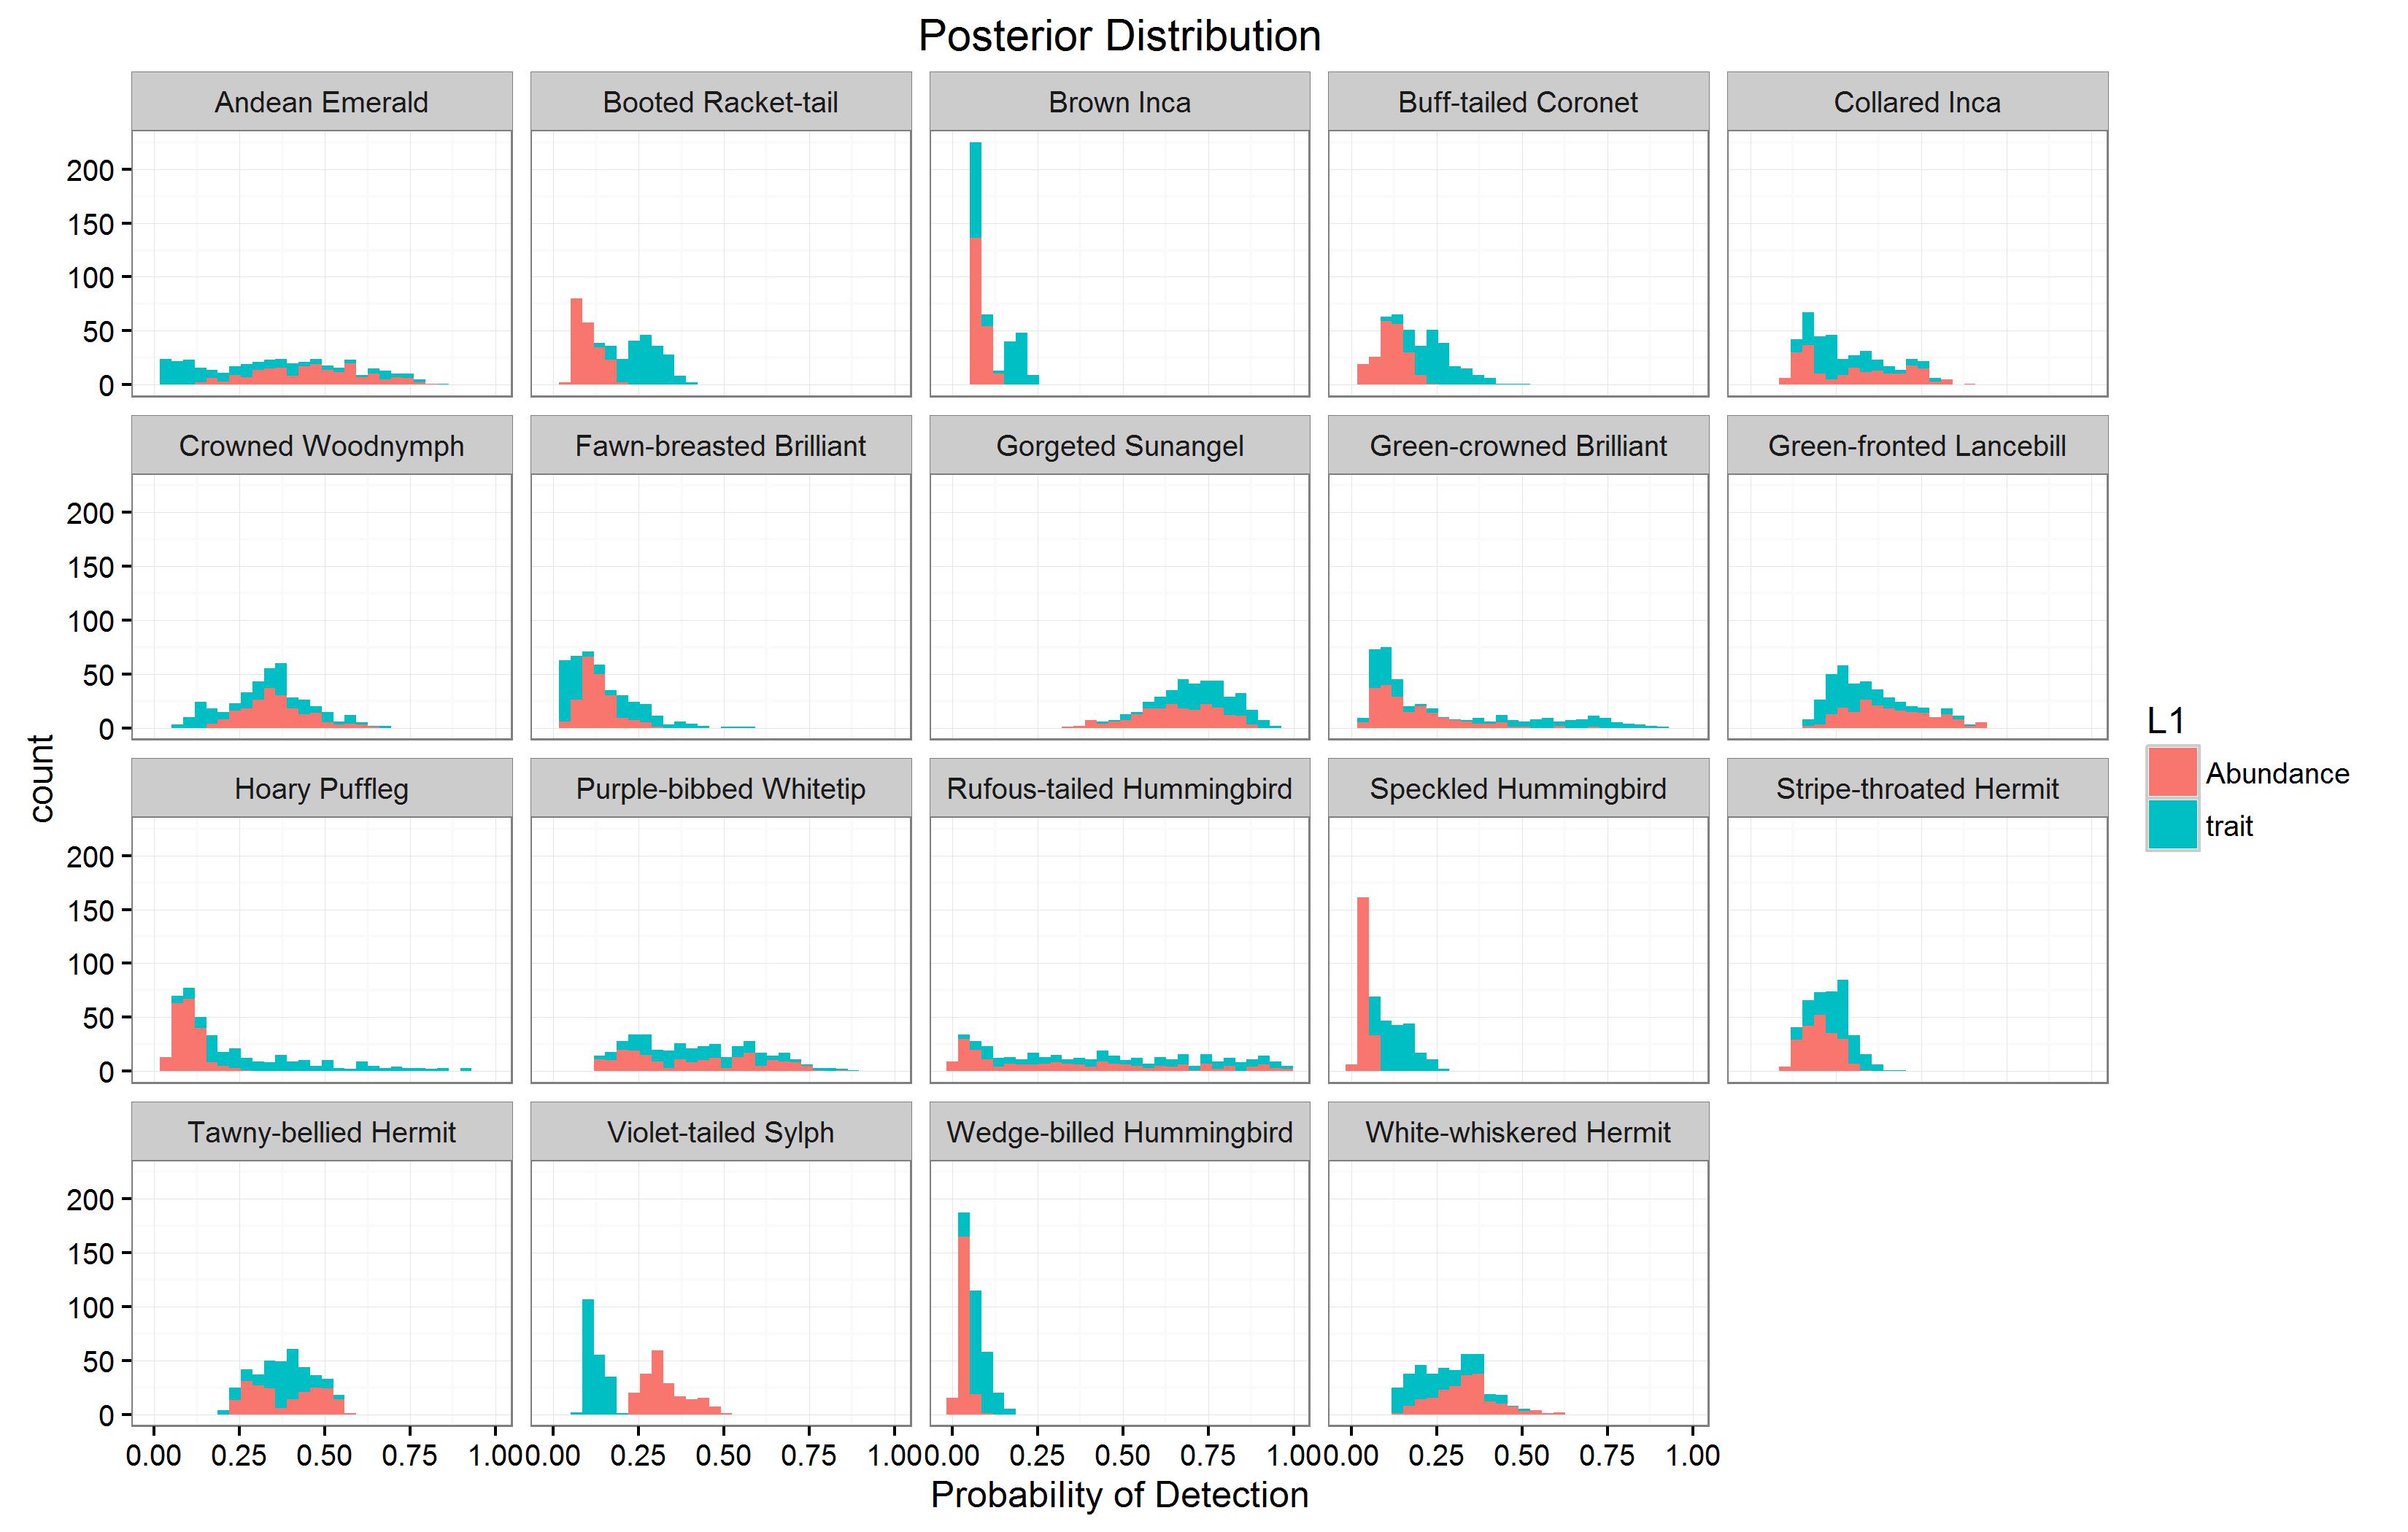 Posterior Distribution
Andean Emerald Booted Racket-tail Brown Inca Buff-tailed Coronet Collared Inca
200
150
100
50
0
Crowned Woodnymph Fawn-breasted Brilliant Gorgeted Sunangel Green-crowned Brilliant Green-fronted Lancebill
200
150
100
50
0
Hoary Puffleg Purple-bibbed Whitetip Rufous-tailed Hummingbird Speckled Hummingbird Stripe-throated Hermit
200
150
100
50
0
Tawny-bellied Hermit Violet-tailed Sylph Wedge-billed Hummingbird White-whiskered Hermit
200
150
100
50
0
0.00 0.25 0.50 0.75 1.00 0.00 0.25 0.50 0.75 1.00 0.00 0.25 0.50 0.75 1.00 0.00 0.25 0.50 0.75 1.00
Probability of Detection
count
L1
Abundance
trait